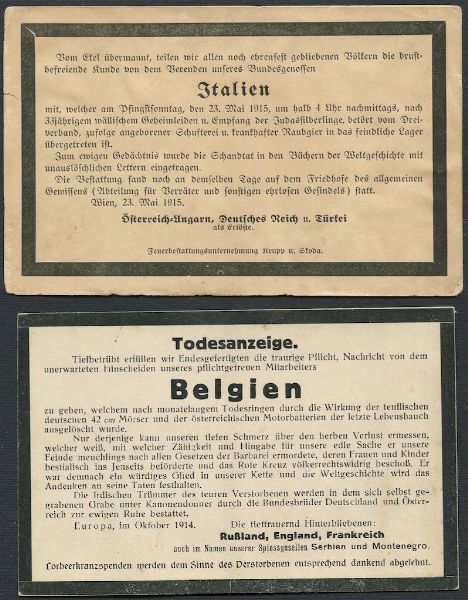 Vom Ekel übermannt, teilen wir allen noch ehrenfest gebliebenen Völkern die brust-
befreiende Kunde von dem Verenden unseres Bundesgenossen
Italien
mit, welcher am Pfingstsonntag, den 23. Mai 1915, um halb 4 Uhr nachmittags, nach
33jährigem wällischem Geheimleiden u. Empfang der Judassilberlinge, betört vom Drei-
verband, zufolge angeborener Schufterei u. krankhafter Raubgier in das feindliche Lager
übergetreten ist.
Zum ewigen Gedächtnis wurde die Schandtat in den Büchern der Weltgeschichte mit
unauslöschlichen Lettern eingetragen.
Die Bestattung fand noch an demselben Tage auf dem Friedhofe des allgemeinen
Gewissens (Abteilung für Verräter und sonstigen ehrlosen Gesindels) statt.
Wien, 23. Mai 1915.
Österreich-Ungarn, Deutsches Reich u. Türkei
als Erlöste.
Feuerbestattungsunternehmung Krupp u. Skoda.
Todesanzeige.
Tiefbetrübt erfüllen wir Endesgefertigten die traurige Pflicht, Nachricht von dem
unerwarteten Hinscheiden unseres pflichtgetreuen Mitarbeiters
Belgien
zu geben, welchem nach monatelangem Todesringen durch die Wirkung der teuflischen
deutschen 42 cm Mörser und der österreichischen Motorbatterien der letzte Lebenshauch
ausgelöscht wurde.
Nur derjenige kann unseren tiefen Schmerz über den herben Verlust ermessen,
welcher weiß, mit welcher Zähigkeit und Hingabe für unsere edle Sache er unsere
Feinde meuchlings nach allen Gesetzen der Barbarei ermordete, deren Frauen und Kinder
bestialisch ins Jenseits beförderte und das Rote Kreuz völkerrechtswidrig beschoß. Er
war demnach ein würdiges Glied in unserer Kette und die Weltgeschichte wird das
Andenken an seine Taten festhalten.
Die irdischen Trümmer des teuren Verstorbenen werden in dem sich selbst ge-
grabenen Grabe unter Kanonendonner durch die Bundesbrüder Deutschland und Öster-
reich zur ewigen Ruhe bestattet.
Europa, im Oktober 1914. Die tieftrauernd Hinterbliebenen:
Rußland, England, Frankreich
auch im Namen unserer Spiessgesellen Serbien und Montenegro.
Lorbeerkranzspenden werden dem Sinne des Verstorbenen entsprechend dankend abgelehnt.